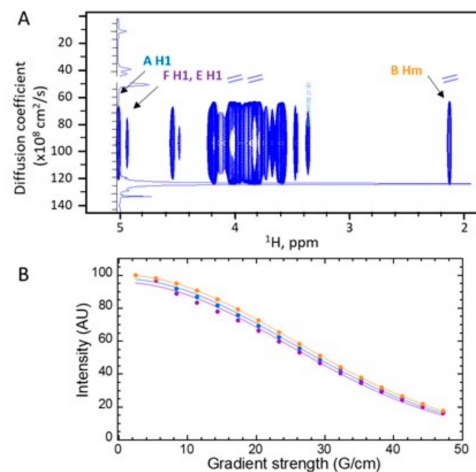 A
Diffusion coefficient
(x10⁸ cm²/s)
20
40
60
80
100
120
140
A H1
F H1, E H1
B Hm
5
4
3
2
¹H, ppm
B
Intensity (AU)
100
80
60
40
20
0
0
10
20
30
40
50
Gradient strength (G/cm)